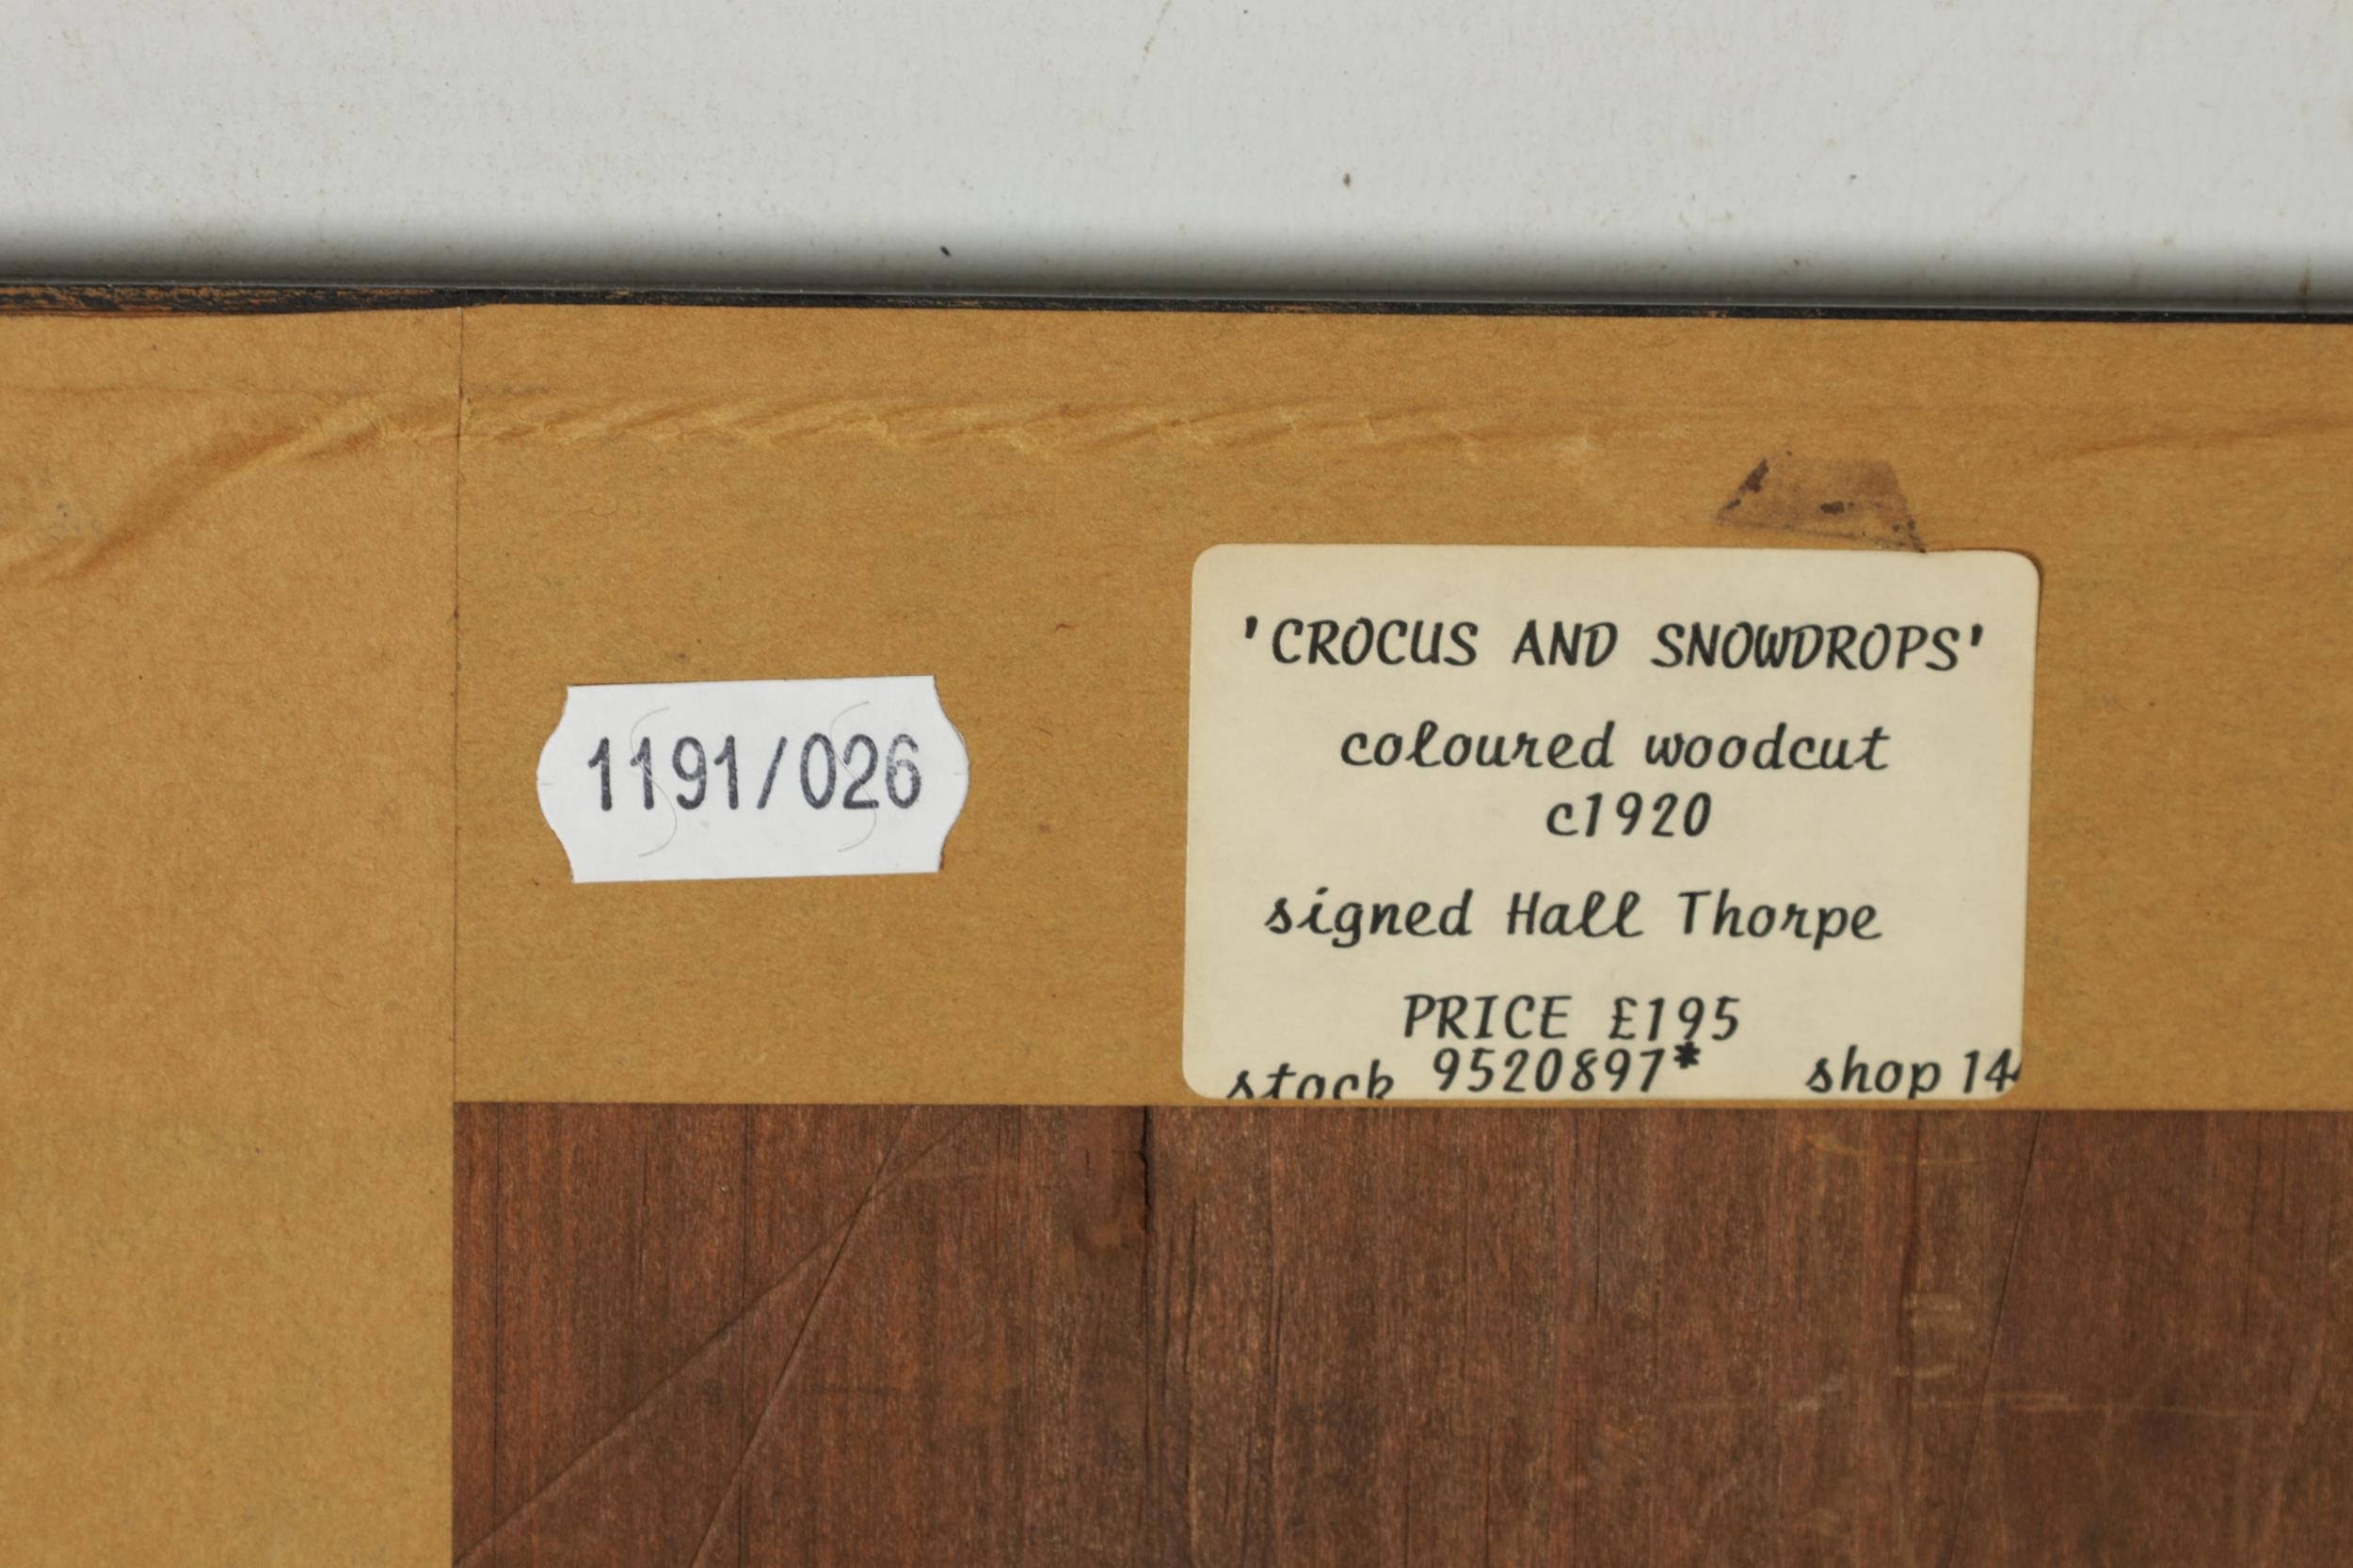 1191/026
'CROCUS AND SNOWDROPS'
coloured woodcut
c1920
signed Hall Thorpe
PRICE £195
stock 9520897* shop 14